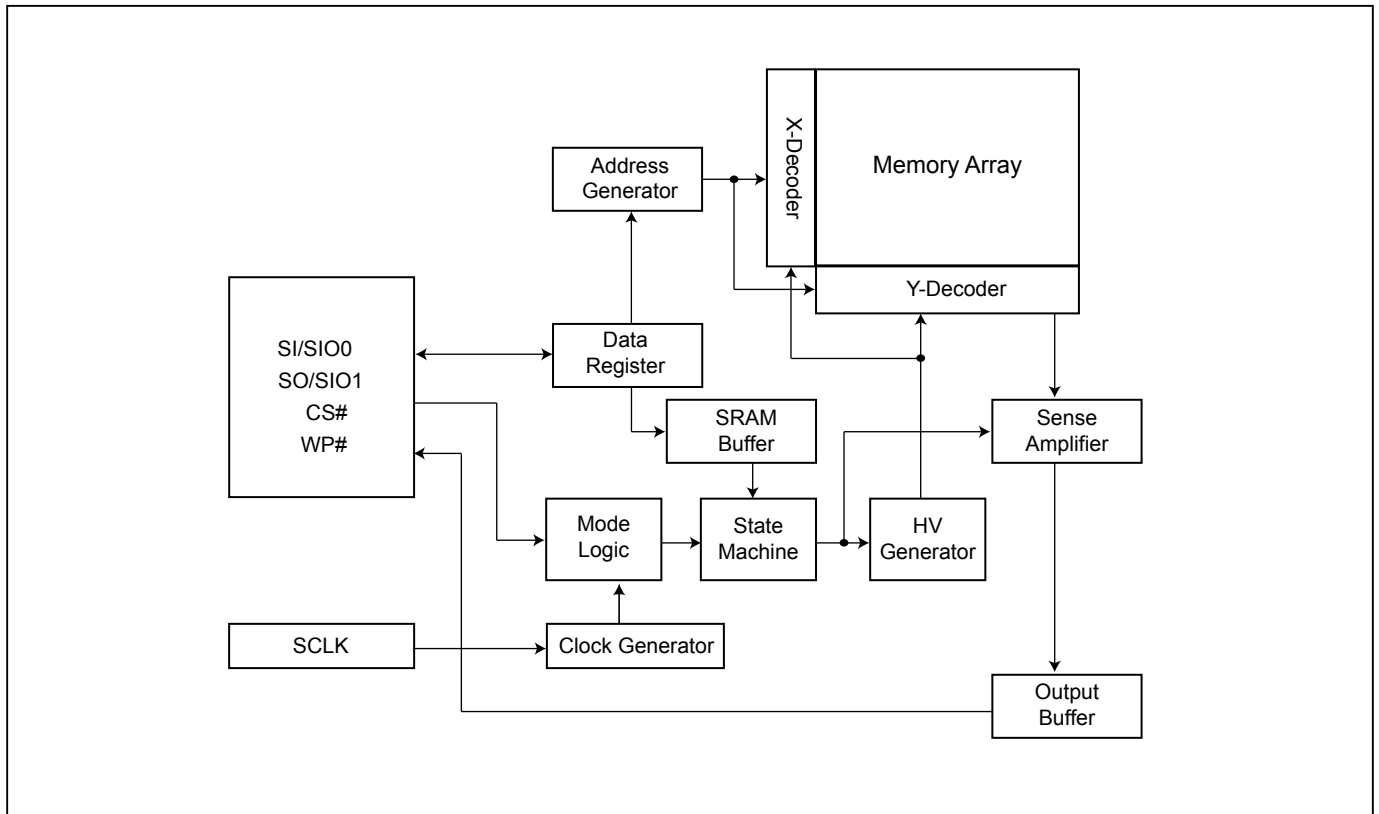 X-Decoder
Memory Array
Address
Generator
Y-Decoder
SI/SIO0
SO/SIO1
CS#
WP#
Data
Register
SRAM
Buffer
Sense
Amplifier
Mode
Logic
State
Machine
HV
Generator
SCLK
Clock Generator
Output
Buffer